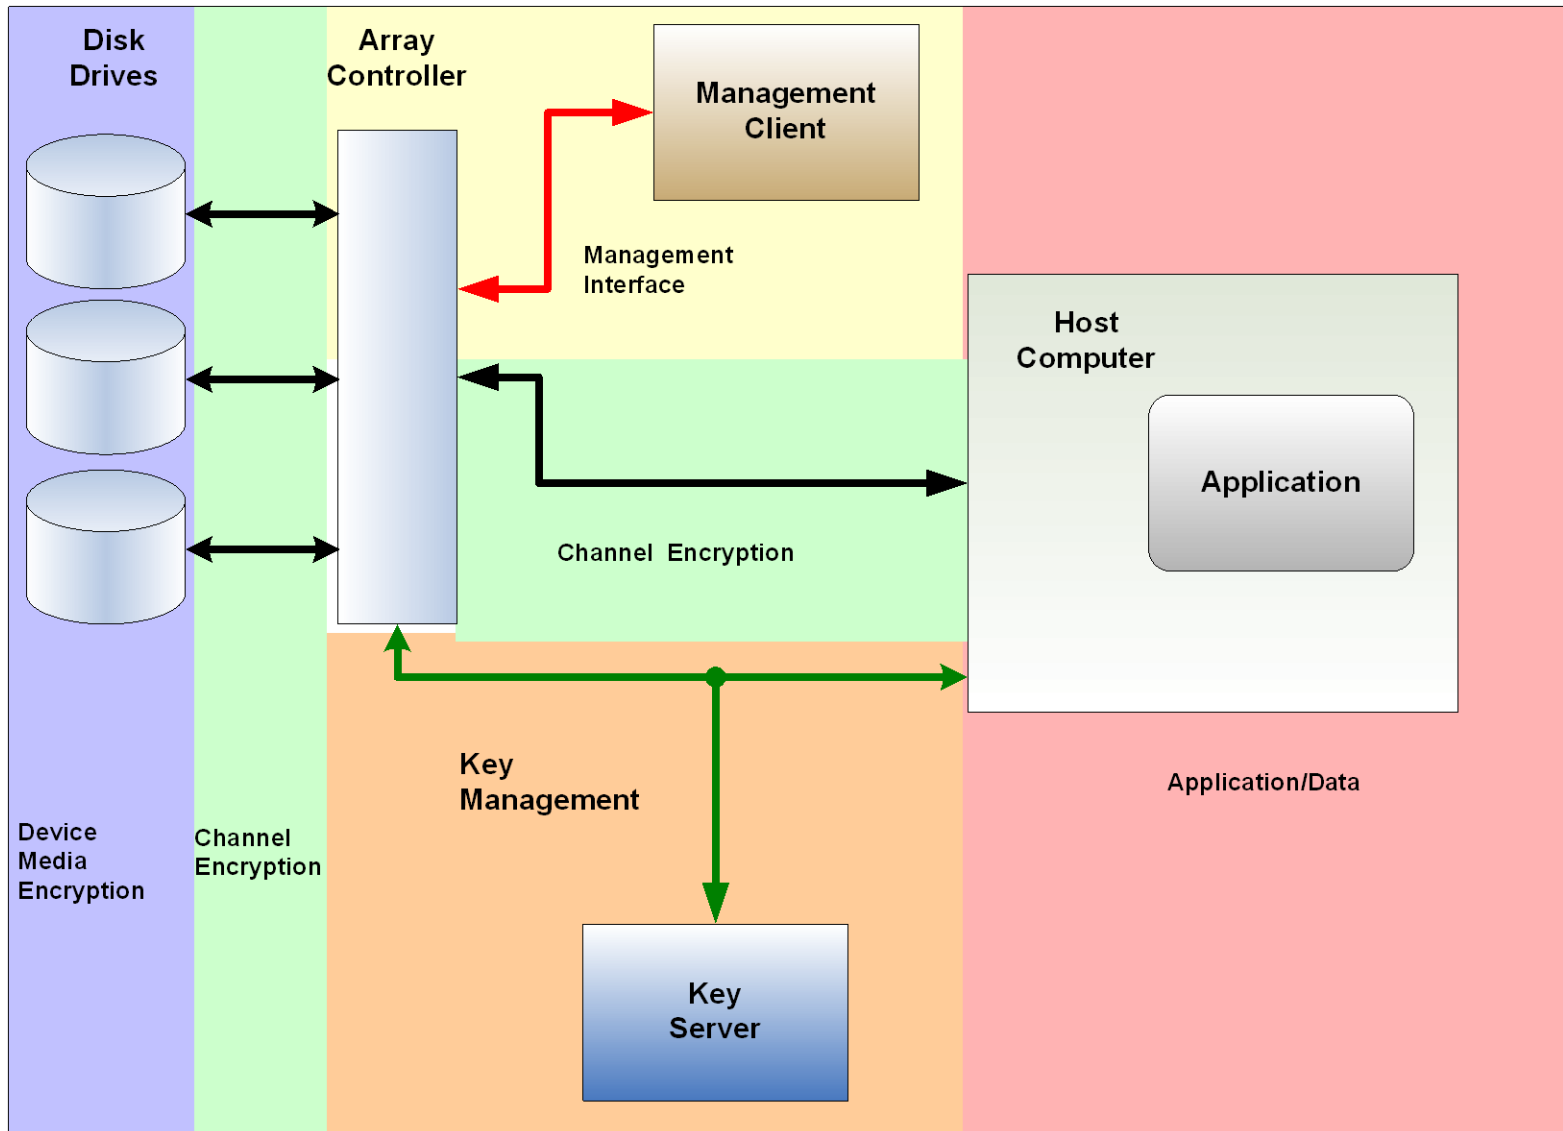 Disk
Drives
Array
Controller
Management
Client
Management
Interface
Host
Computer
Application
Channel Encryption
Key
Management
Application/Data
Device
Media
Encryption
Channel
Encryption
Key
Server